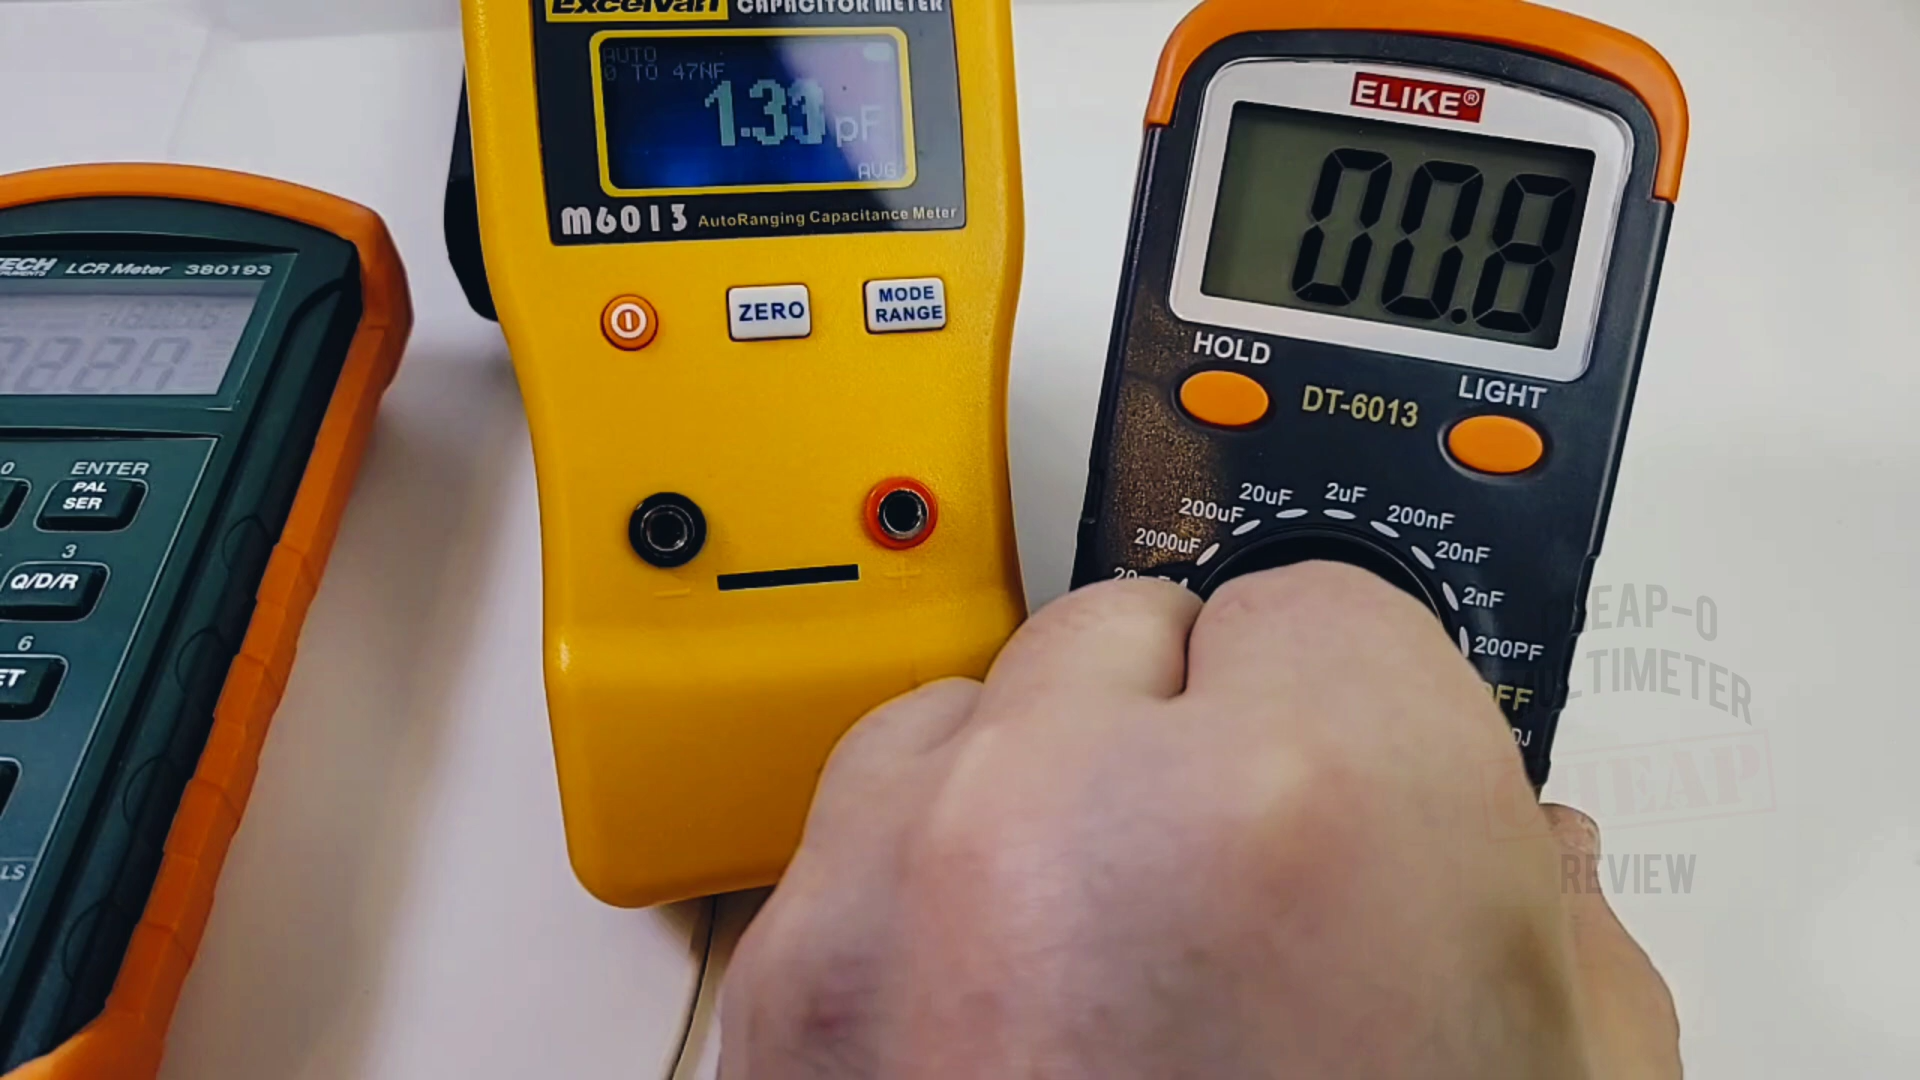 CAPACITOR METER
AUTO
0 TO 47NF
1.33 pF
AVG
M6013 AutoRanging Capacitance Meter
ZERO
MODE
RANGE
LCR Meter 380193
ENTER
PAL
SER
3
Q/D/R
6
ELIKE®
00.8
HOLD
LIGHT
DT-6013
2000uF
200uF
20uF
2uF
200nF
20nF
2nF
200PF
REVIEW